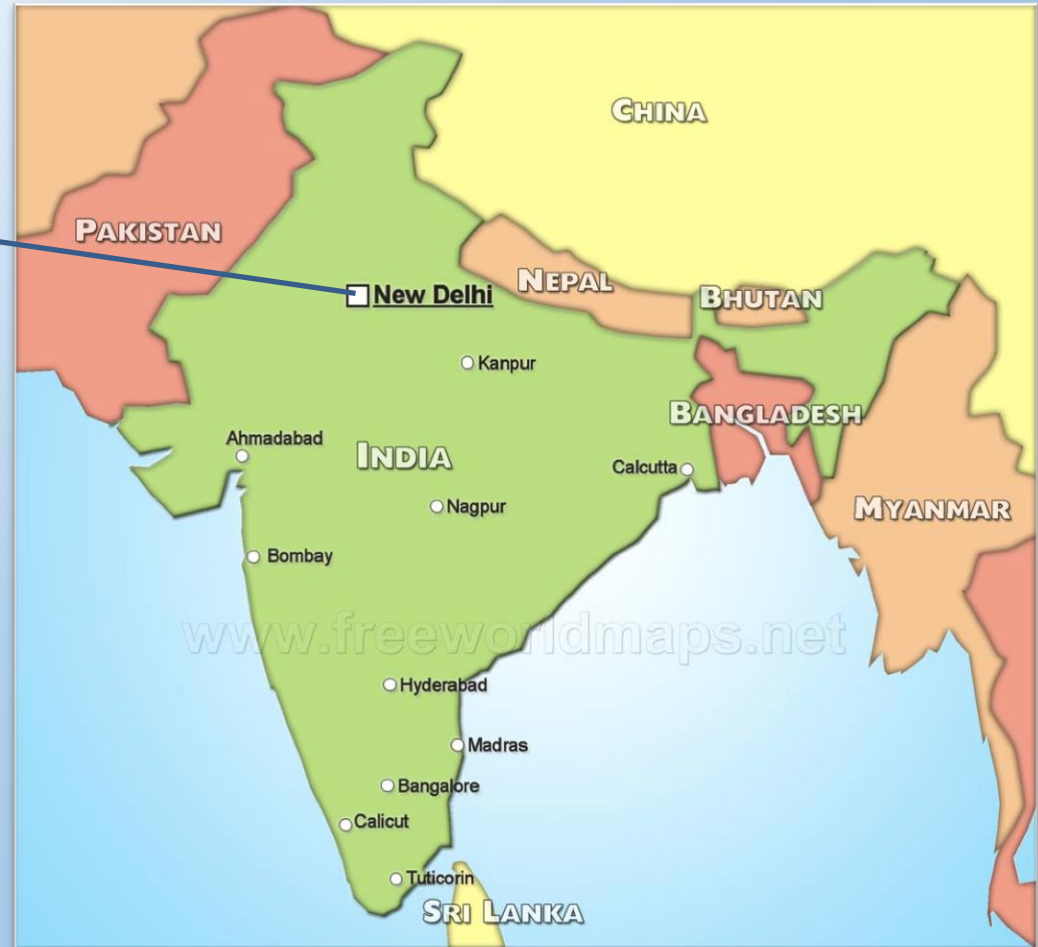 CHINA
PAKISTAN
NEPAL
BHUTAN
New Delhi
Kanpur
BANGLADESH
Ahmadabad
INDIA
Calcutta
Nagpur
MYANMAR
Bombay
www.freeworldmaps.net
Hyderabad
Madras
Bangalore
Calicut
Tuticorin
SRI LANKA